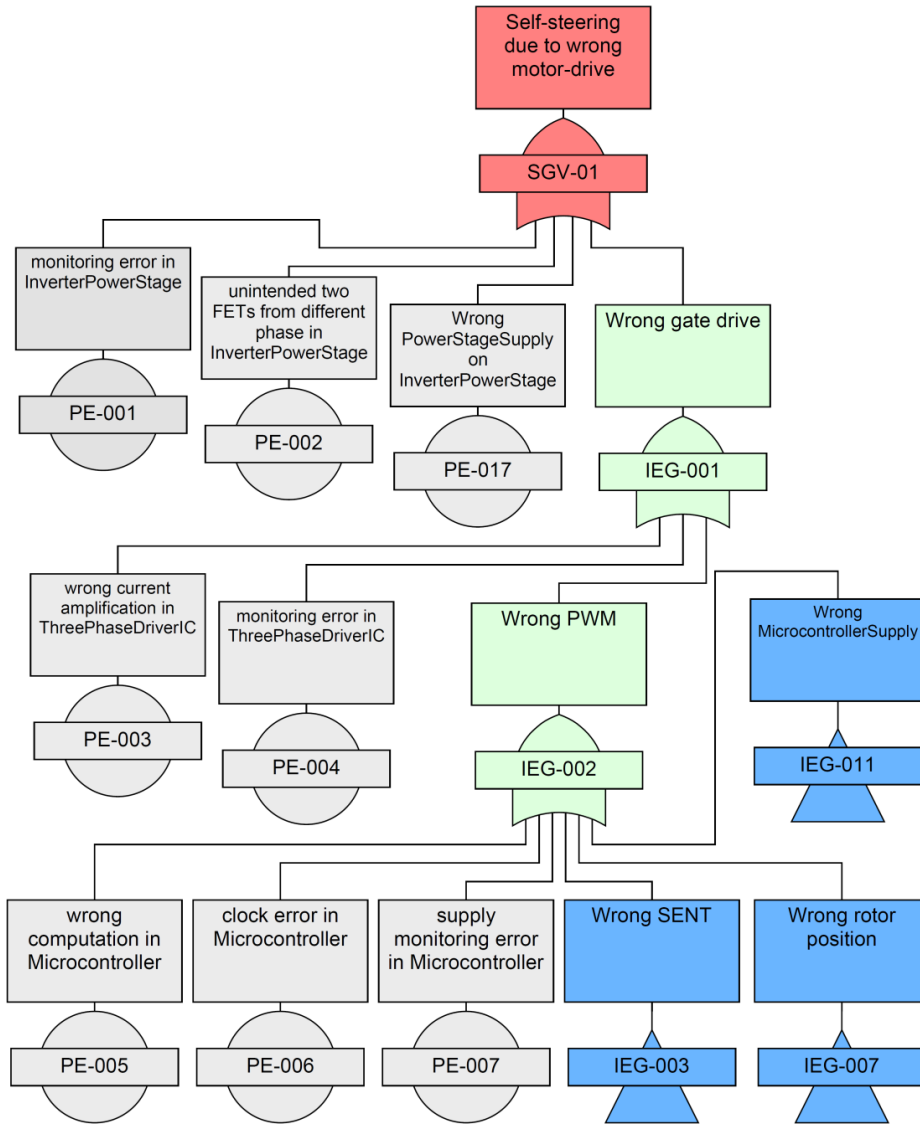 Self-steering
due to wrong
motor-drive
SGV-01
monitoring error in
InverterPowerStage
PE-001
unintended two
FETs from different
phase in
InverterPowerStage
PE-002
Wrong
PowerStageSupply
on
InverterPowerStage
PE-017
Wrong gate drive
IEG-001
wrong current
amplification in
ThreePhaseDriverIC
PE-003
monitoring error in
ThreePhaseDriverIC
PE-004
Wrong PWM
IEG-002
Wrong
MicrocontrollerSupply
IEG-011
wrong
computation in
Microcontroller
PE-005
clock error in
Microcontroller
PE-006
supply
monitoring error
in Microcontroller
PE-007
Wrong SENT
IEG-003
Wrong rotor
position
IEG-007